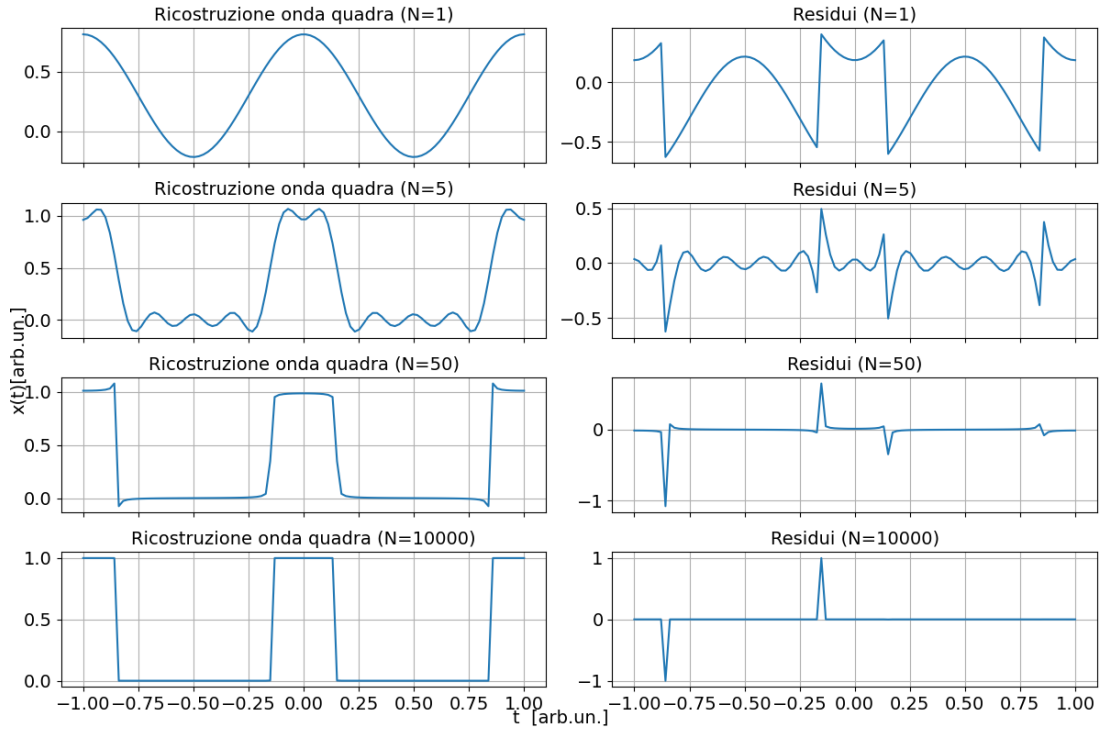 Ricostruzione onda quadra (N=1)
0.5
0.0
Residui (N=1)
0.0
−0.5
Ricostruzione onda quadra (N=5)
1.0
0.5
0.0
Residui (N=5)
0.5
0.0
−0.5
x(t)[arb.un.]
Ricostruzione onda quadra (N=50)
1.0
0.5
0.0
Residui (N=50)
0
−1
Ricostruzione onda quadra (N=10000)
1.0
0.5
0.0
−1.00 −0.75 −0.50 −0.25 0.00 0.25 0.50 0.75 1.00
Residui (N=10000)
1
0
−1
−1.00 −0.75 −0.50 −0.25 0.00 0.25 0.50 0.75 1.00
t [arb.un.]